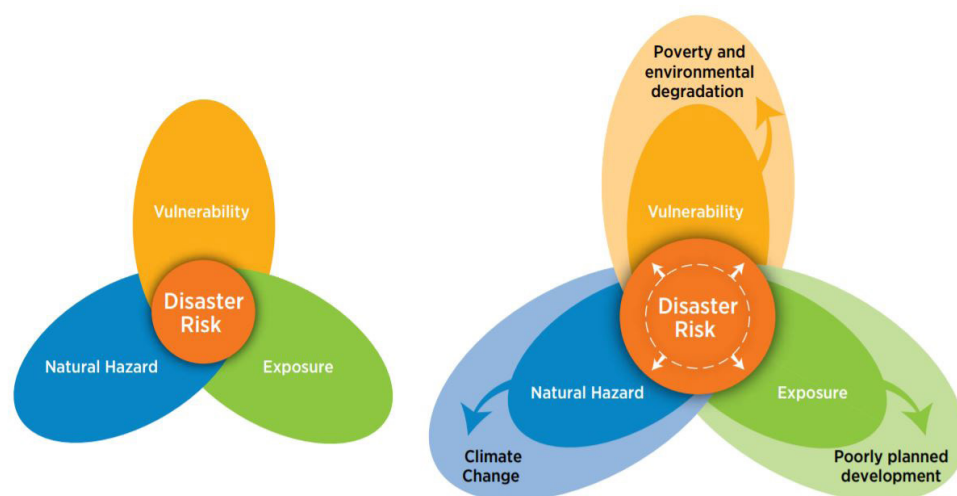 Vulnerability
Disaster
Risk
Natural Hazard
Exposure
Poverty and
environmental
degradation
Vulnerability
Disaster
Risk
Natural Hazard
Exposure
Climate
Change
Poorly planned
development